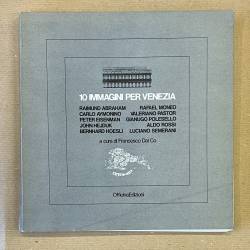 10 IMMAGINI PER VENEZIA
RAIMUND ABRAHAM RAFAEL MONEO
CARLO AYMONINO VALERIANO PASTOR
PETER EISENMAN GIANUGO POLESELLO
JOHN HEJDUK ALDO ROSSI
BERNHARD HOESLI LUCIANO SEMERANI
a cura di Francesco Dal Co
Officina Edizioni